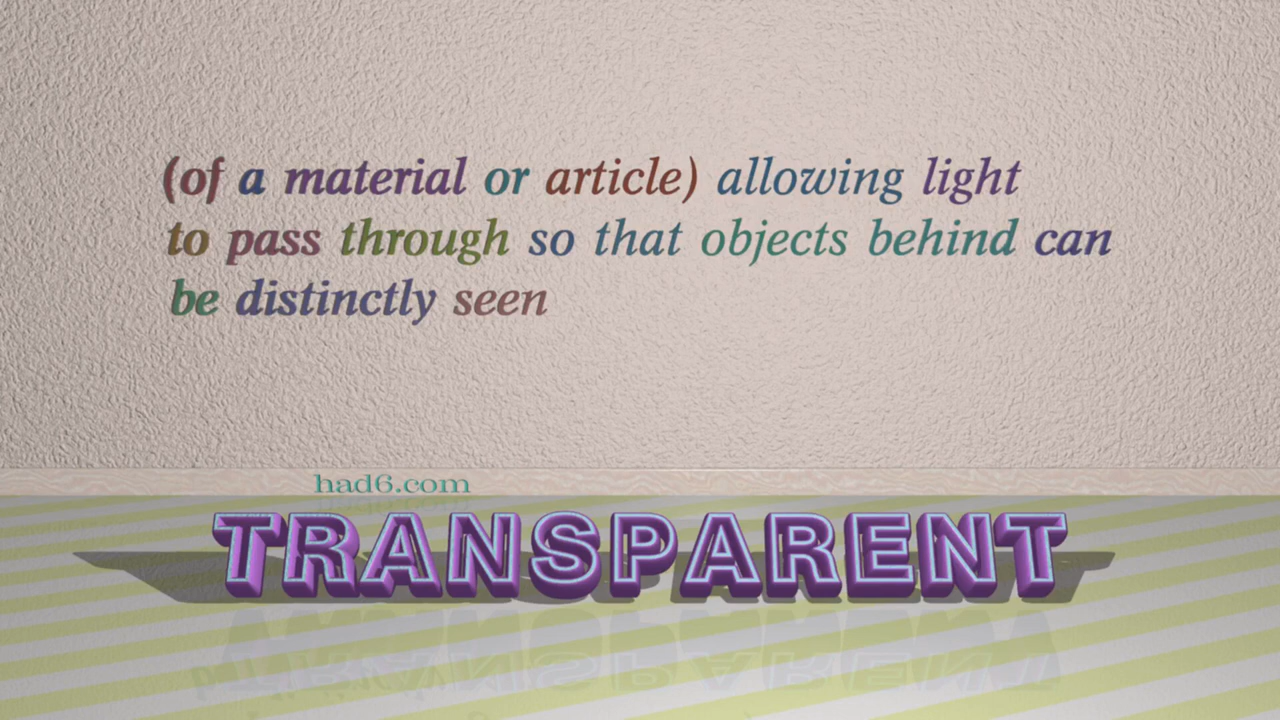 (of a material or article) allowing light
to pass through so that objects behind can
be distinctly seen
had6.com
TRANSPARENT